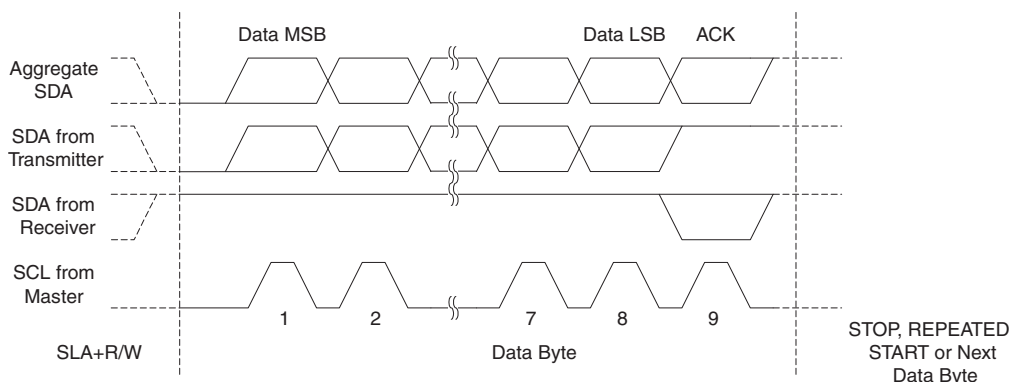 Data MSB
Data LSB
ACK
Aggregate
SDA
SDA from
Transmitter
SDA from
Receiver
SCL from
Master
1
2
7
8
9
SLA+R/W
Data Byte
STOP, REPEATED
START or Next
Data Byte